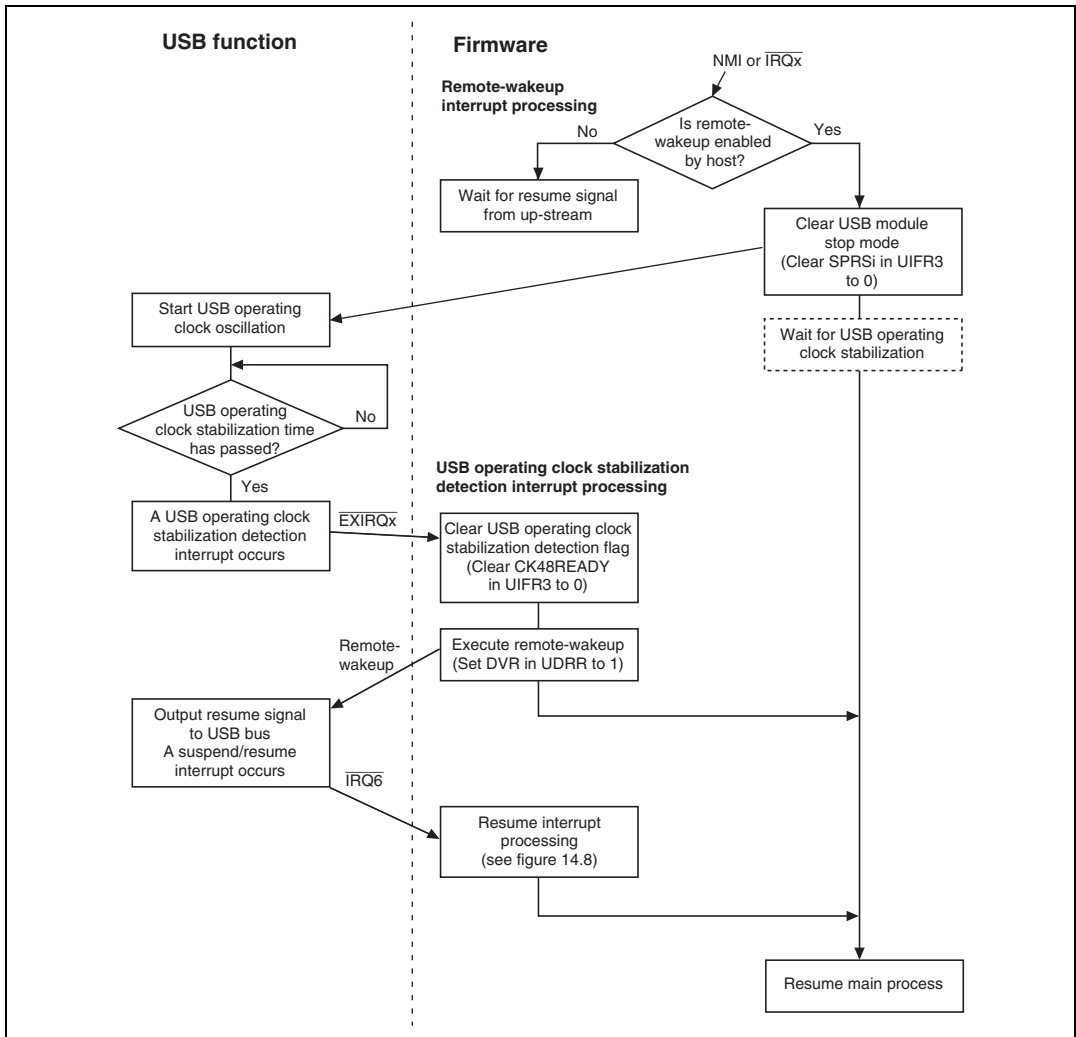 USB function
Firmware
NMI or IRQx
Remote-wakeup
interrupt processing
Is remote-
wakeup enabled
by host?
No
Yes
Wait for resume signal
from up-stream
Clear USB module
stop mode
(Clear SPRSi in UIFR3
to 0)
Start USB operating
clock oscillation
Wait for USB operating
clock stabilization
USB operating
clock stabilization time
has passed?
No
Yes
USB operating clock stabilization
detection interrupt processing
A USB operating clock
stabilization detection
interrupt occurs
EXIRQx
Clear USB operating clock
stabilization detection flag
(Clear CK48READY
in UIFR3 to 0)
Remote-
wakeup
Execute remote-wakeup
(Set DVR in UDRR to 1)
Output resume signal
to USB bus
A suspend/resume
interrupt occurs
IRQ6
Resume interrupt
processing
(see figure 14.8)
Resume main process